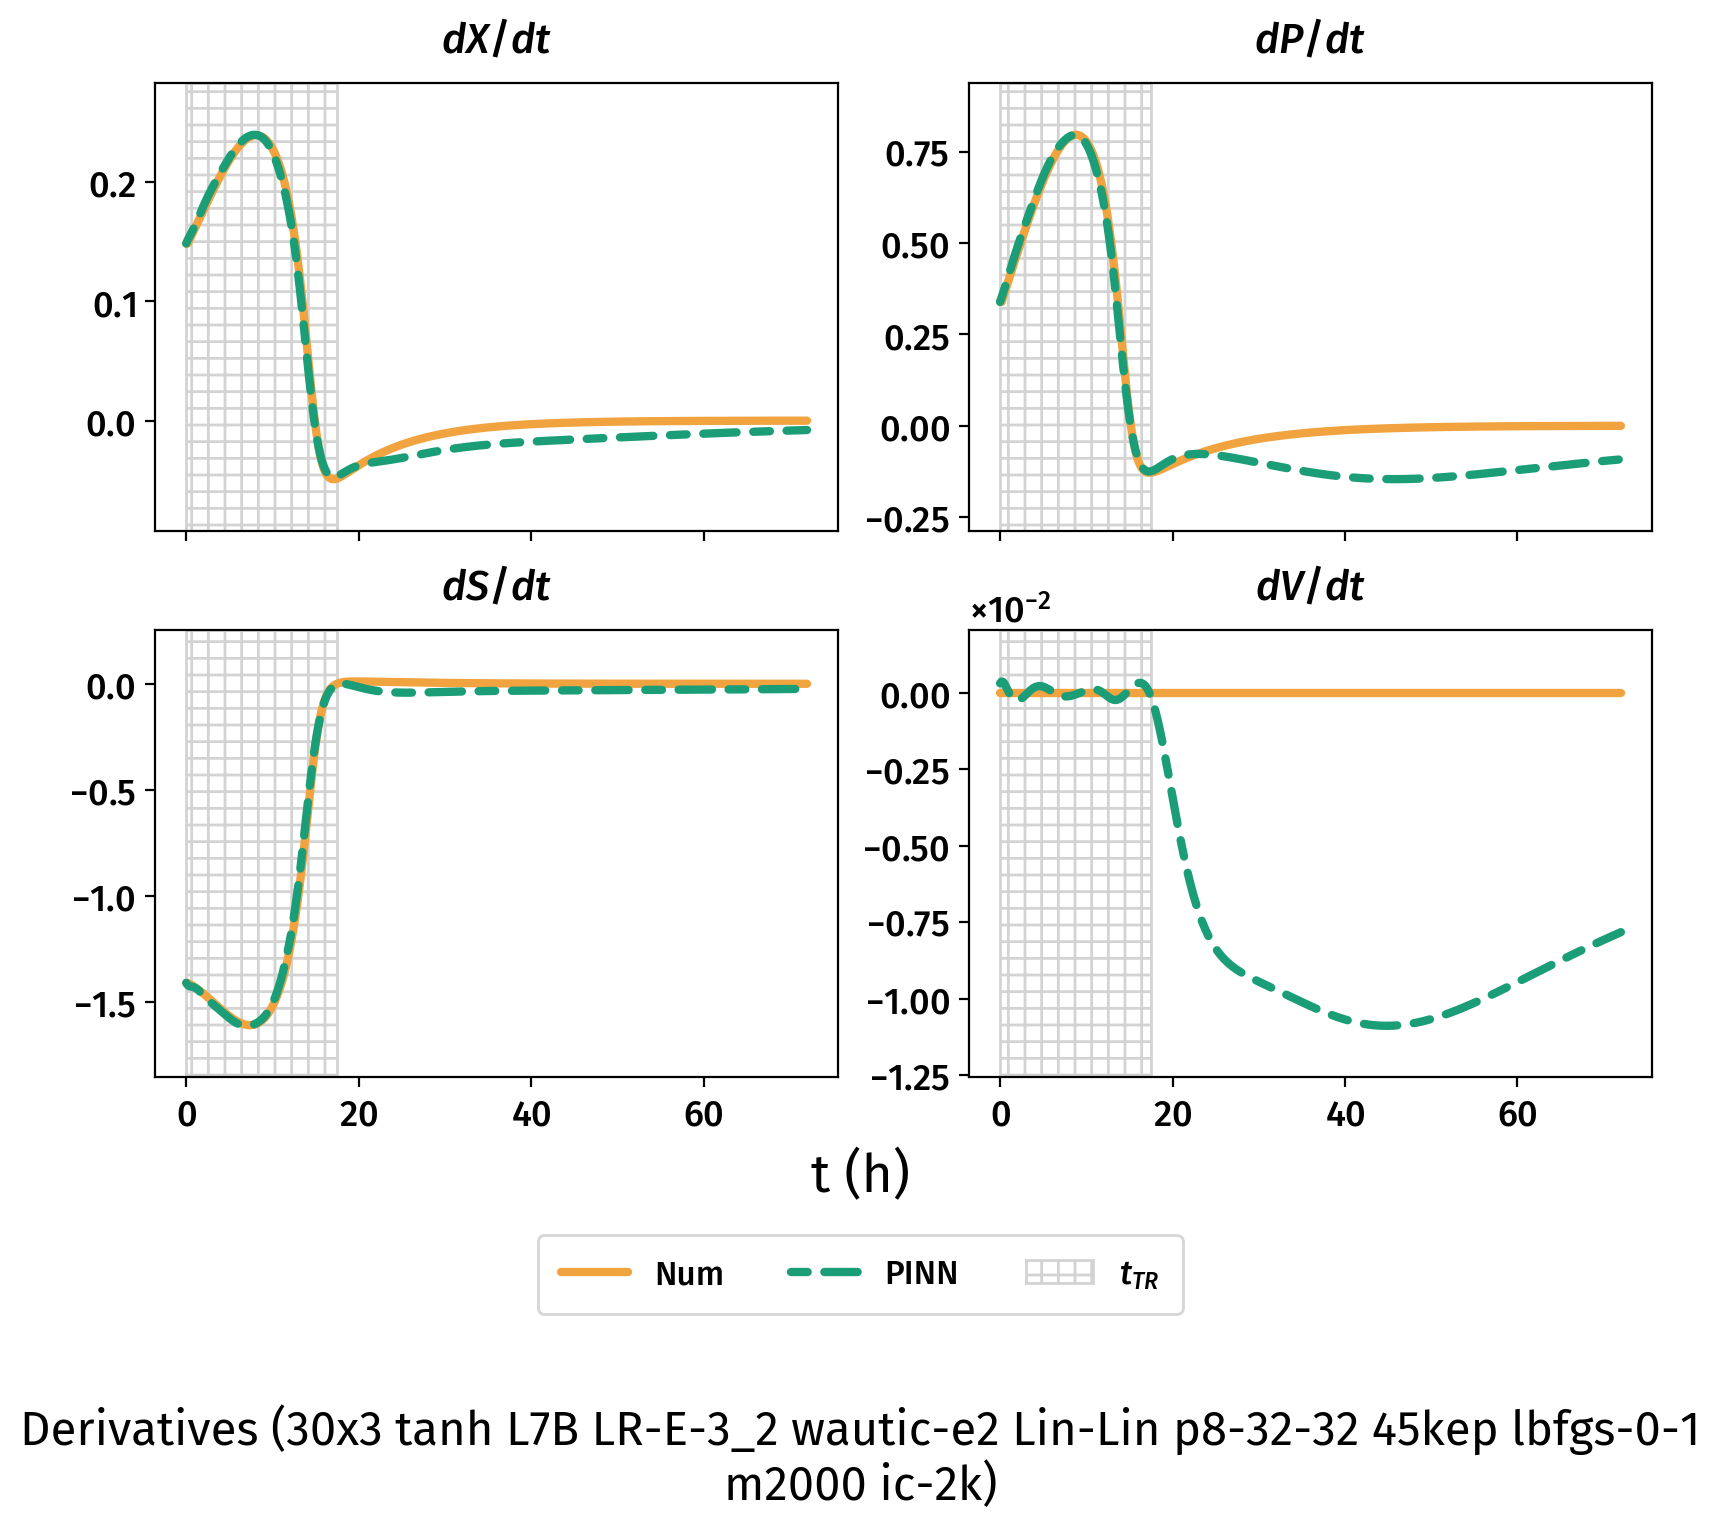 dX/dt
dP/dt
0.2
0.1
0.0
0.75
0.50
0.25
0.00
−0.25
dS/dt
dV/dt
×10⁻²
0.0
−0.5
−1.0
−1.5
0.00
−0.25
−0.50
−0.75
−1.00
−1.25
0 20 40 60
0 20 40 60
t (h)
Num PINN t_TR
Derivatives (30x3 tanh L7B LR-E-3_2 wautic-e2 Lin-Lin p8-32-32 45kep lbfgs-0-1
m2000 ic-2k)